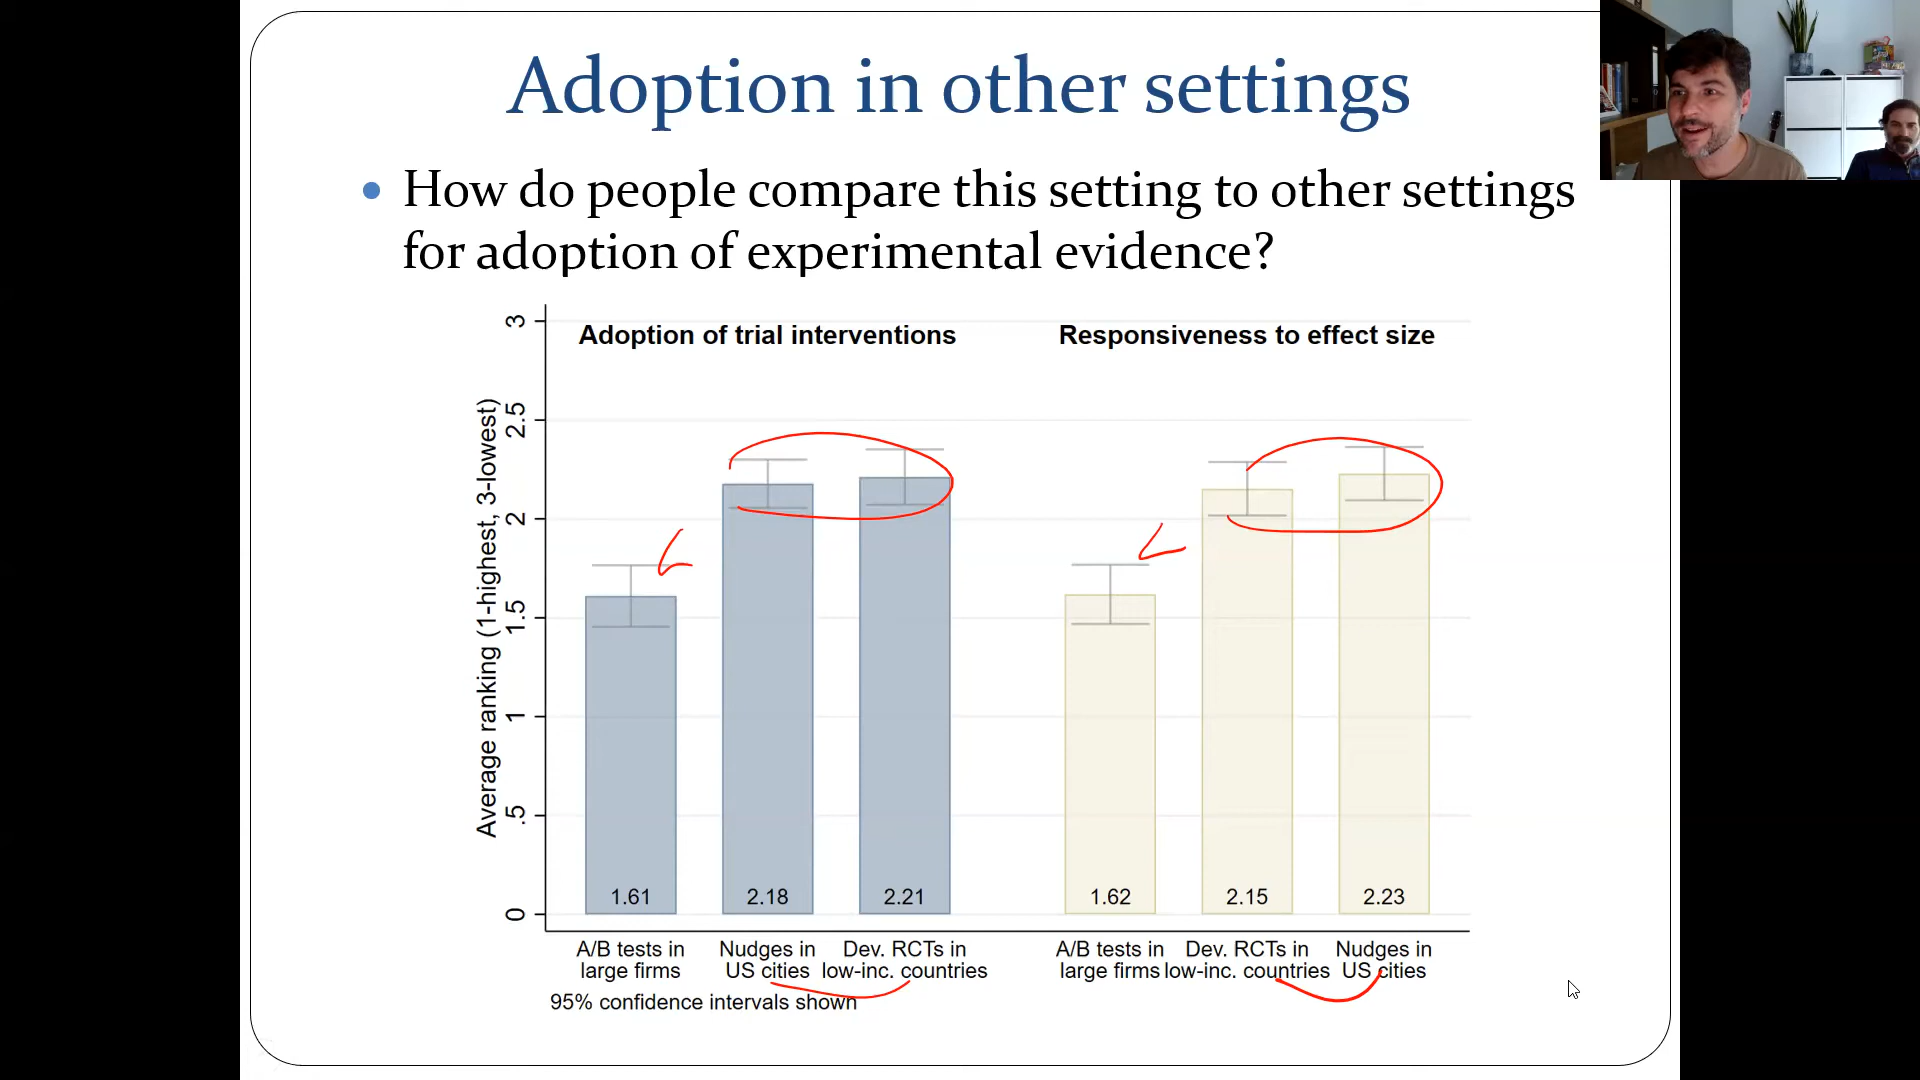 Adoption in other settings
How do people compare this setting to other settings
for adoption of experimental evidence?
Adoption of trial interventions
Responsiveness to effect size
Average ranking (1-highest, 3-lowest)
3
2.5
2
1.5
1
.5
0
1.61
2.18
2.21
1.62
2.15
2.23
A/B tests in
large firms
Nudges in
US cities
Dev. RCTs in
low-inc. countries
A/B tests in
large firms
Dev. RCTs in
low-inc. countries
Nudges in
US cities
95% confidence intervals shown